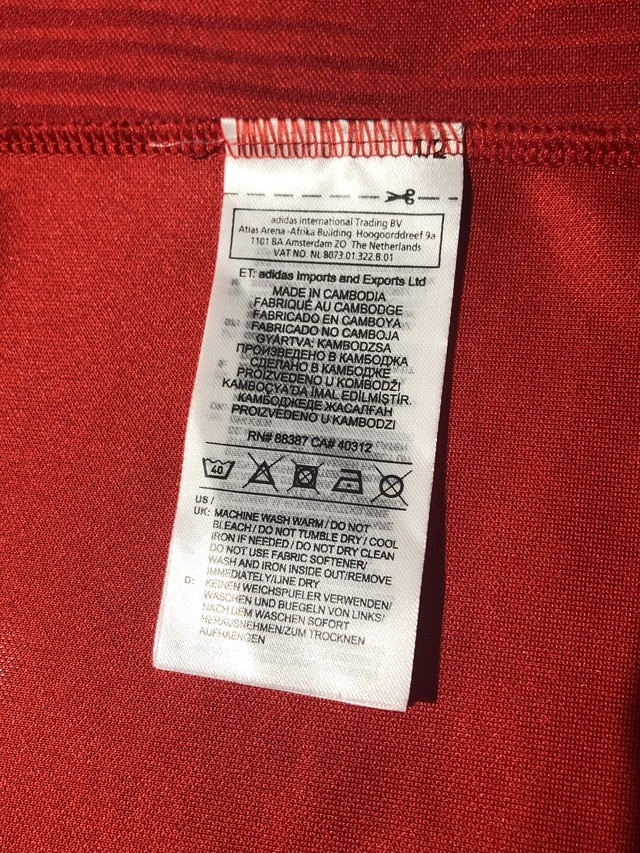 1/2
adidas International Trading BV
Atlas Arena -Afrika Building Hoogoorddreef 9a
1101 BA Amsterdam ZO The Netherlands
VAT NO. NL 8073.01.322.B.01
ET: adidas Imports and Exports Ltd
MADE IN CAMBODIA
FABRIQUÉ AU CAMBODGE
FABRICADO EN CAMBOYA
FABRICADO NO CAMBOJA
GYÁRTVA: KAMBODZSA
ПРОИЗВЕДЕНО В КАМБОДЖА
СДЕЛАНО В КАМБОДЖЕ
PROIZVEDENO U KOMBODŽI
KAMBOÇYA'DA İMAL EDİLMİŞTİR.
КАМБОДЖЕДЕ ЖАСАЛҒАН
PROIZVEDENO U KAMBODZI
RN# 88387 CA# 40312
40
US /
UK: MACHINE WASH WARM / DO NOT
BLEACH / DO NOT TUMBLE DRY / COOL
IRON IF NEEDED / DO NOT DRY CLEAN
DO NOT USE FABRIC SOFTENER/
WASH AND IRON INSIDE OUT/REMOVE
IMMEDIATELY/LINE DRY
D: KEINEN WEICHSPUELER VERWENDEN/
WASCHEN UND BUEGELN VON LINKS/
NACH DEM WASCHEN SOFORT
HERAUSNEHMEN/ZUM TROCKNEN
AUFHAENGEN